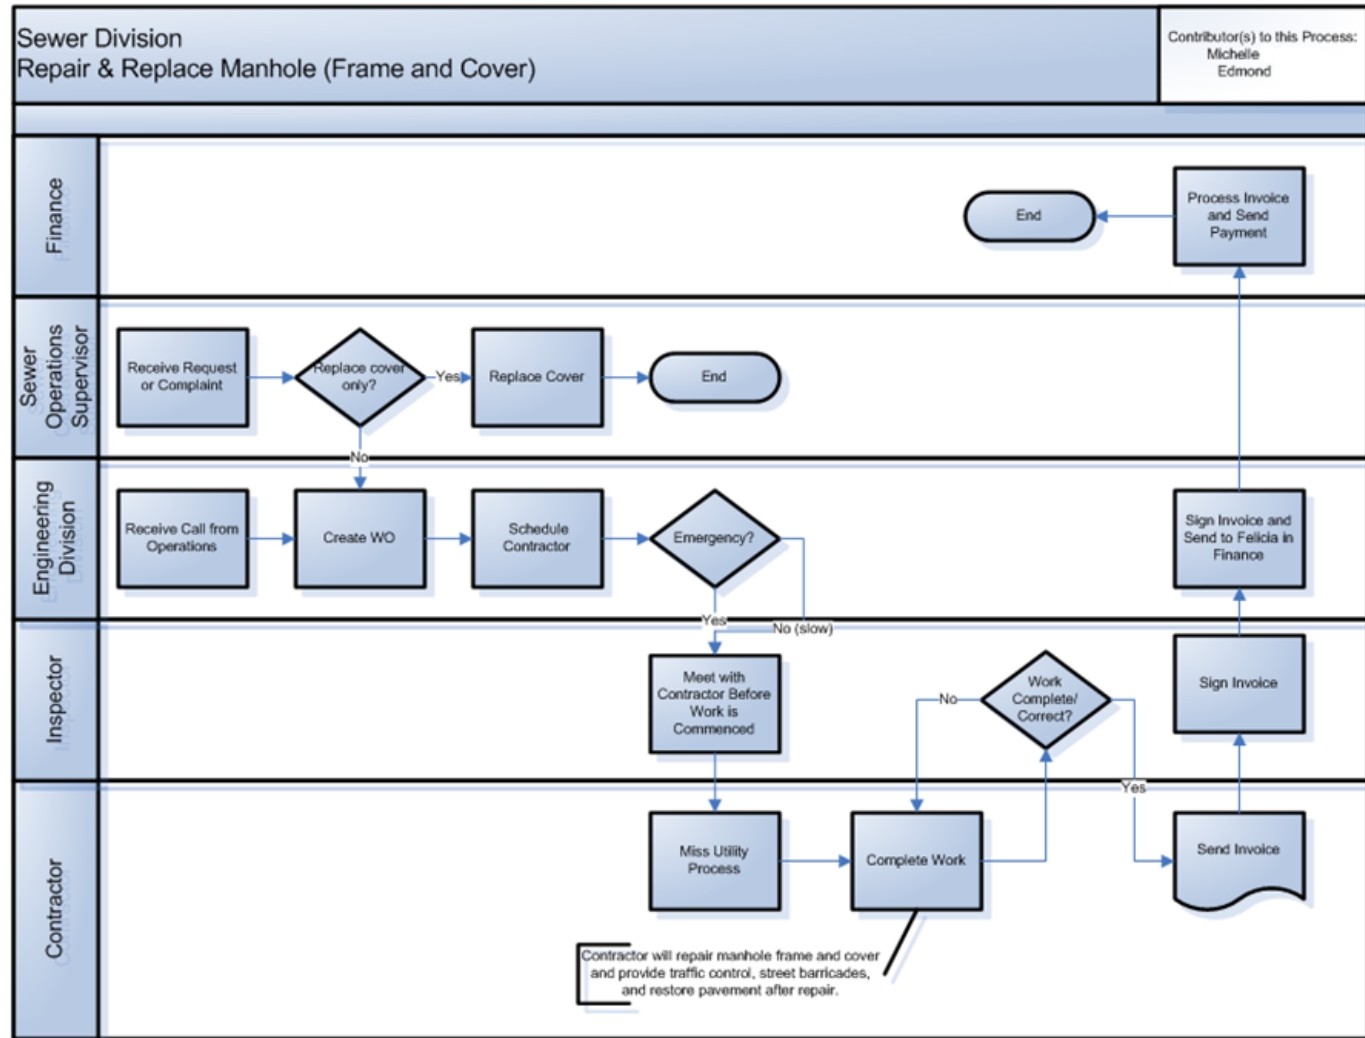 Sewer Division
Repair & Replace Manhole (Frame and Cover)
Contributor(s) to this Process:
Michelle
Edmond
Finance
End
Process Invoice
and Send
Payment
Sewer
Operations
Supervisor
Receive Request
or Complaint
Replace cover
only?
Yes
Replace Cover
End
No
Engineering
Division
Receive Call from
Operations
Create WO
Schedule
Contractor
Emergency?
Sign Invoice and
Send to Felicia in
Finance
Yes
No (slow)
Inspector
Meet with
Contractor Before
Work is
Commenced
No
Work
Complete/
Correct?
Sign Invoice
Yes
Contractor
Miss Utility
Process
Complete Work
Send Invoice
Contractor will repair manhole frame and cover
and provide traffic control, street barricades,
and restore pavement after repair.